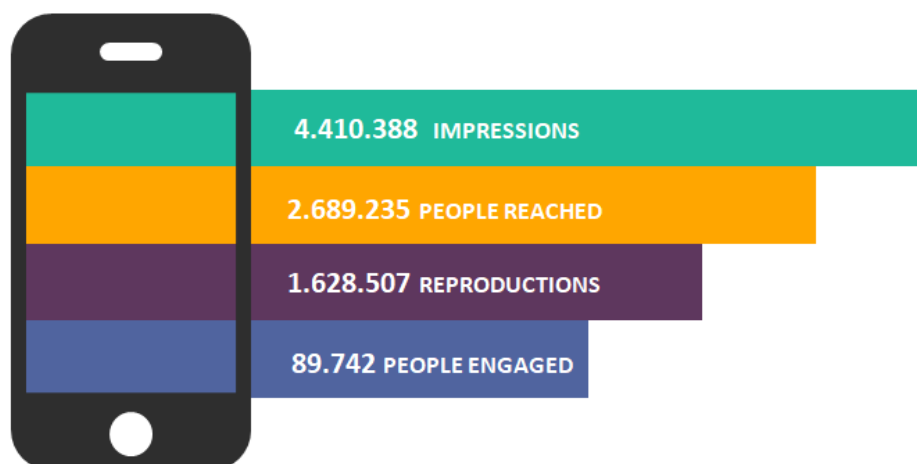 4.410.388 IMPRESSIONS
2.689.235 PEOPLE REACHED
1.628.507 REPRODUCTIONS
89.742 PEOPLE ENGAGED